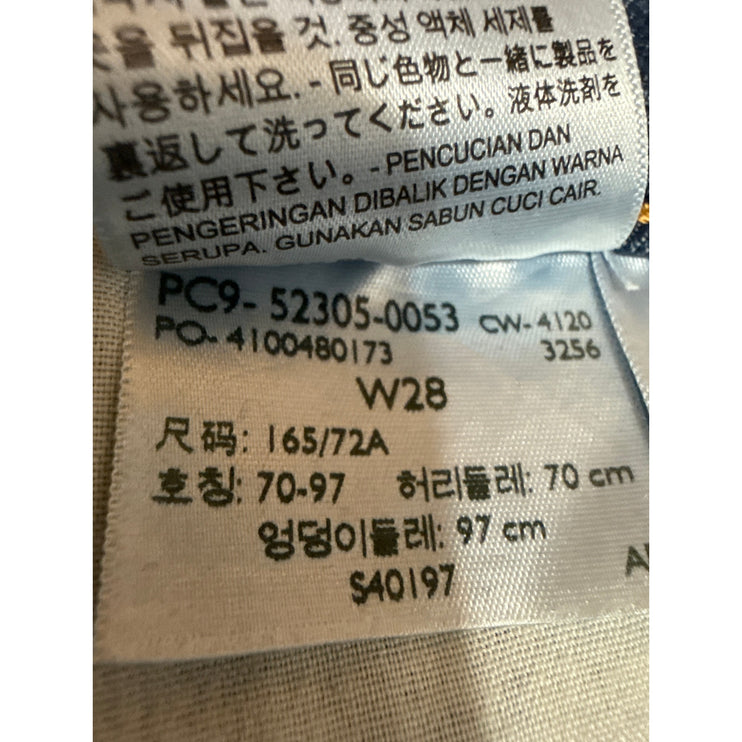 옷을 뒤집을 것. 중성 액체 세제를
사용하세요. - 同じ色物と一緒に製品を
裏返して洗ってください。液体洗剤を
ご使用下さい。- PENCUCIAN DAN
PENGERINGAN DIBALIK DENGAN WARNA
SERUPA. GUNAKAN SABUN CUCI CAIR.
PC9- 52305-0053 CW-4120
PO- 4100480173 3256
W28
尺码: 165/72A
호칭: 70-97 허리둘레: 70 cm
엉덩이둘레: 97 cm
S40197